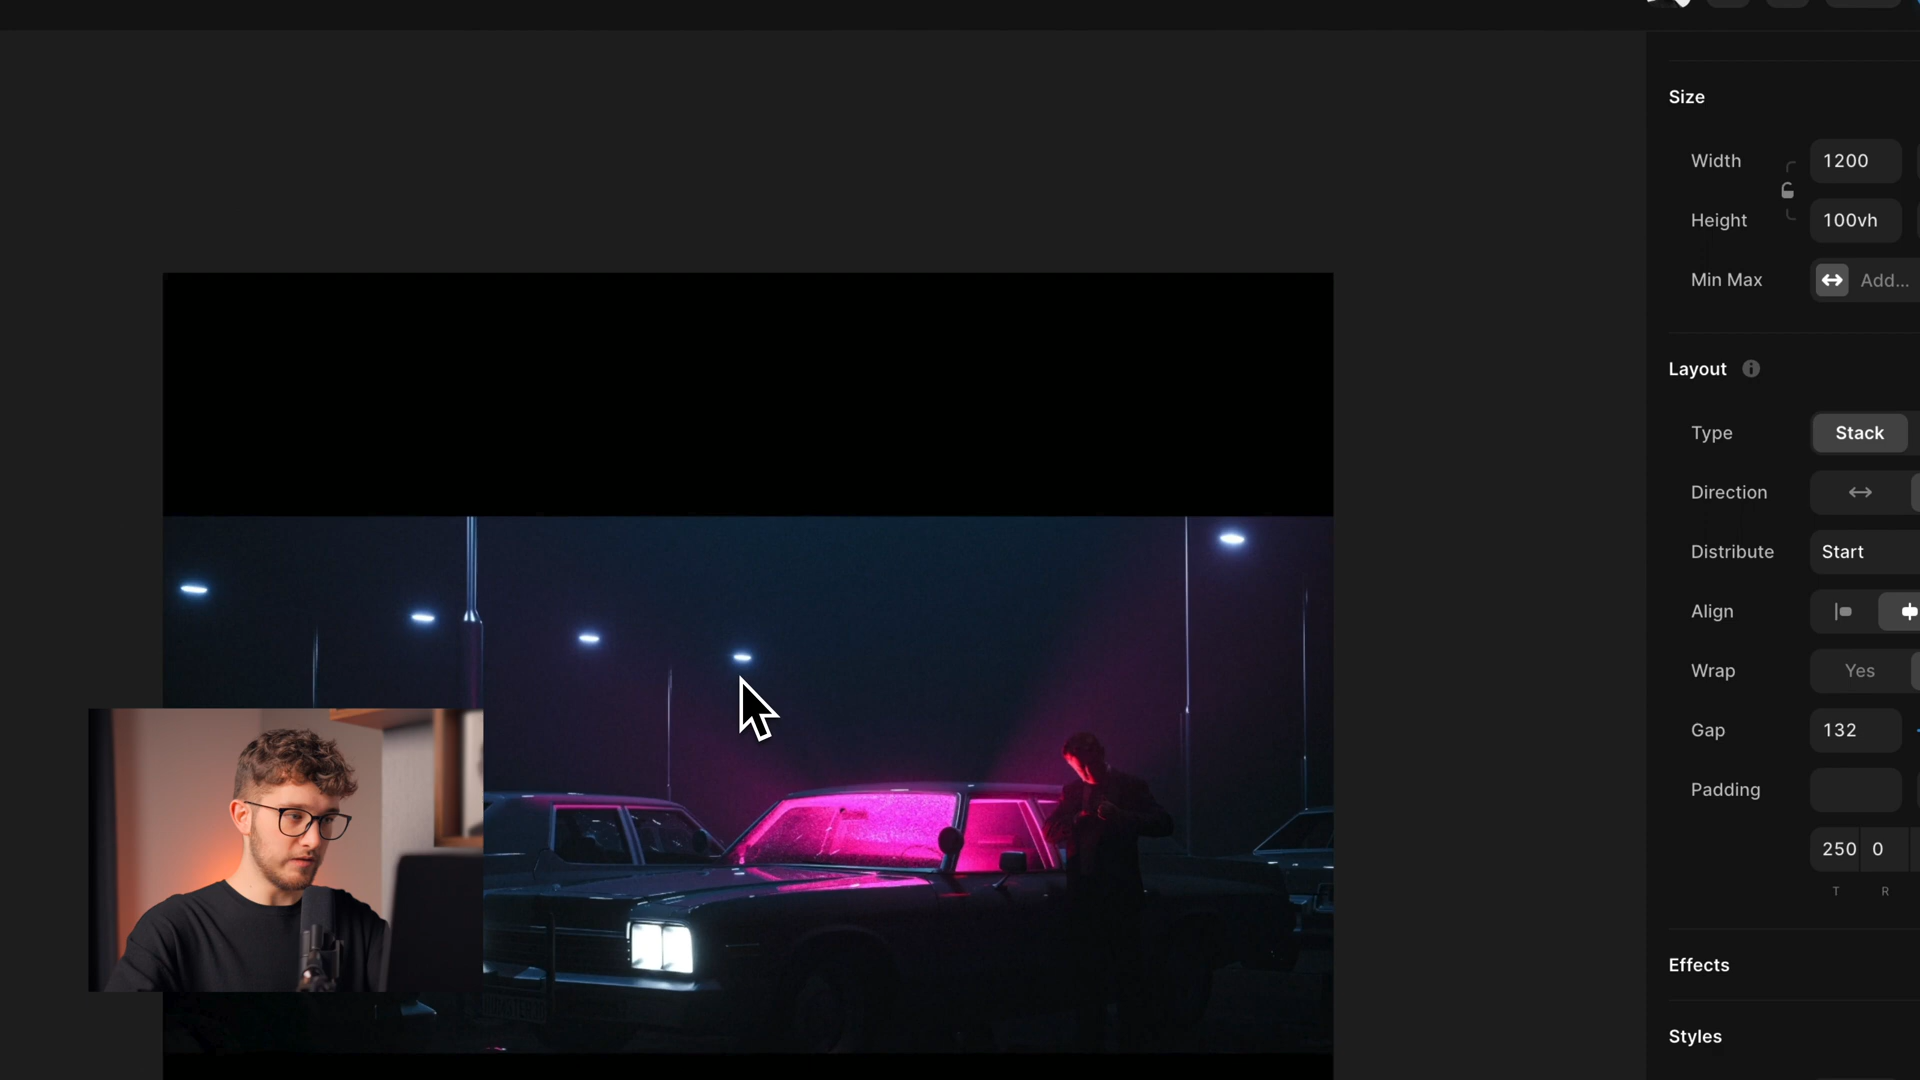 Size
Width 1200
Height 100vh
Min Max Add...
Layout
Type Stack
Direction
Distribute Start
Align
Wrap Yes
Gap 132
Padding
250 0
T R
Effects
Styles